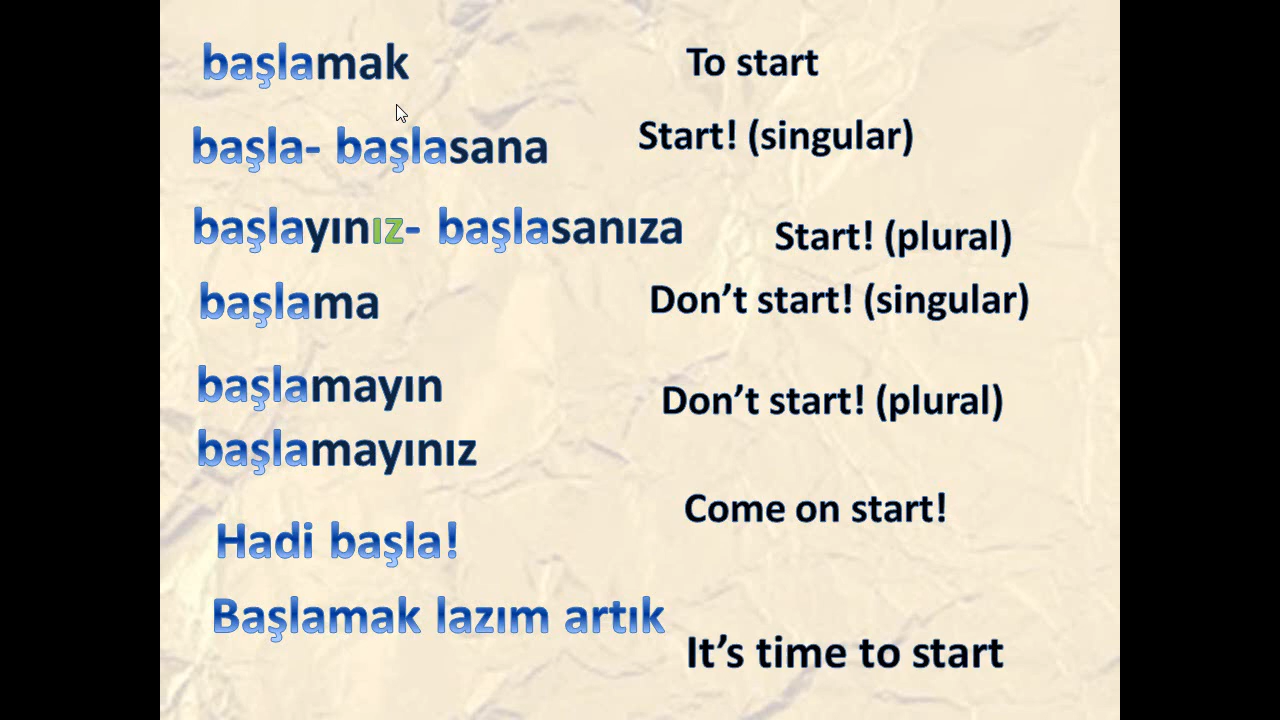 başlamak To start
başla- başlasana Start! (singular)
başlayınız- başlasanıza Start! (plural)
başlama Don’t start! (singular)
başlamayın Don’t start! (plural)
başlamayınız
Hadi başla! Come on start!
Başlamak lazım artık It’s time to start